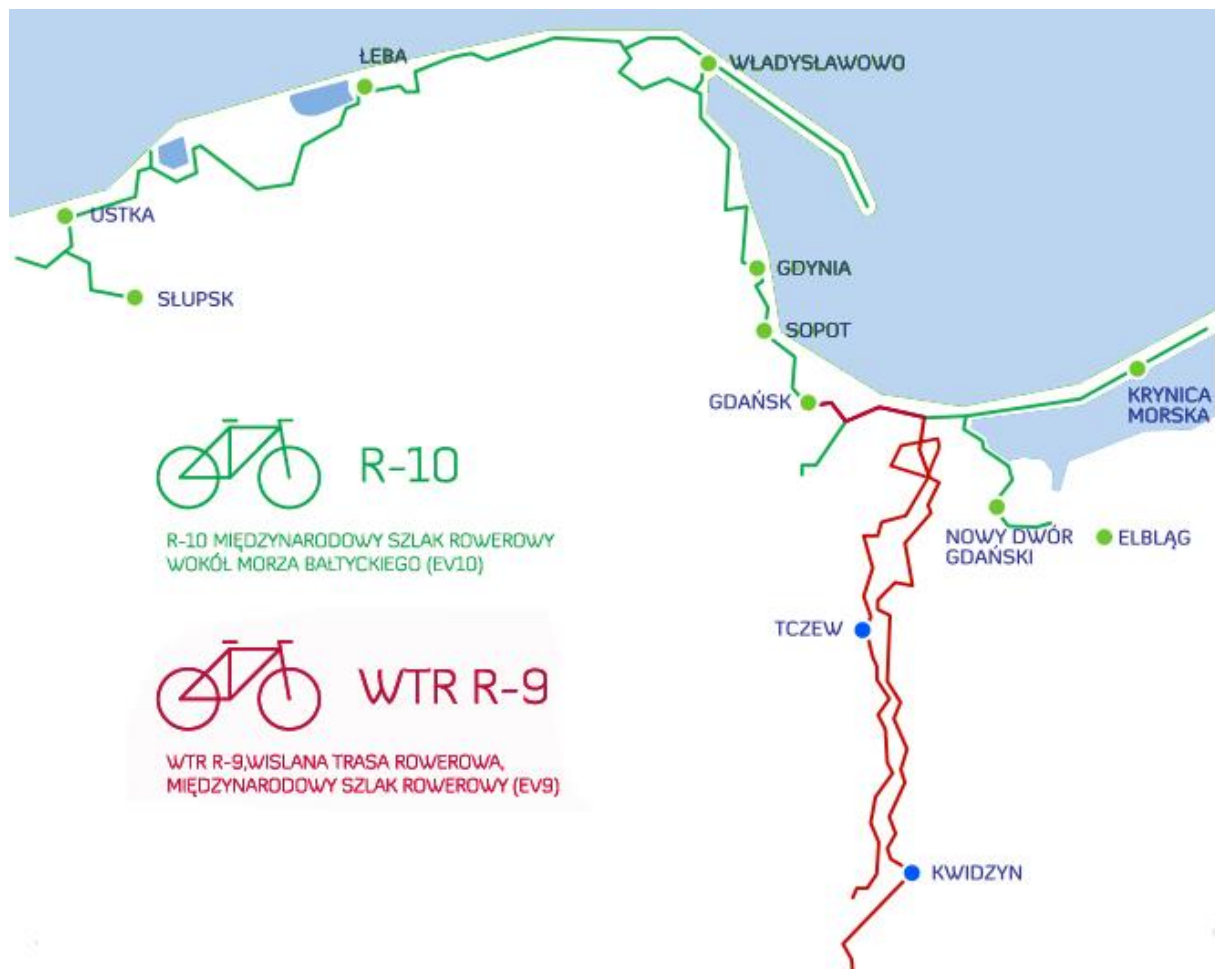 ŁEBA
WŁADYSŁAWOWO
USTKA
SŁUPSK
GDYNIA
SOPOT
GDAŃSK
KRYNICA
MORSKA
R-10
R-10 MIĘDZYNARODOWY SZLAK ROWEROWY
WOKÓŁ MORZA BAŁTYCKIEGO (EV10)
NOWY DWÓR
GDAŃSKI
ELBLĄG
TCZEW
WTR R-9
WTR R-9,WISLANA TRASA ROWEROWA,
MIĘDZYNARODOWY SZLAK ROWEROWY (EV9)
KWIDZYN